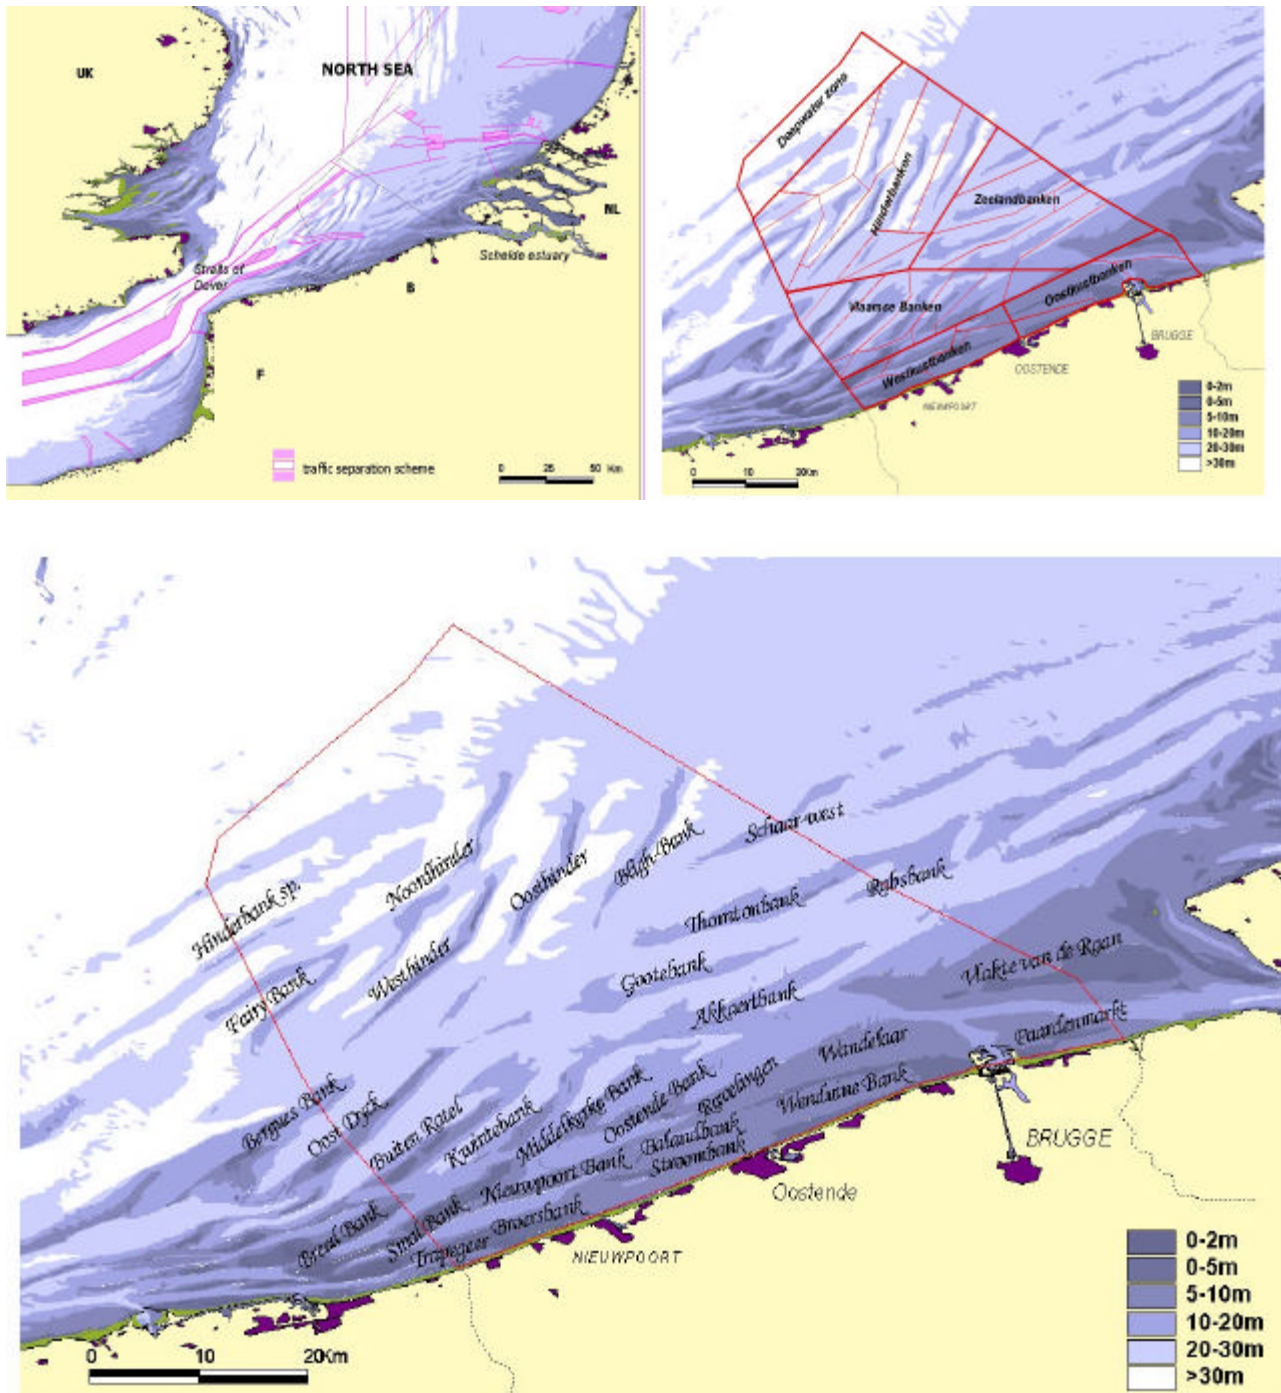 UK
NORTH SEA
NL
Schelde estuary
Straits of
Dover
B
F
traffic separation scheme
0 25 50 Km
Deepwater zone
Hinderbanken
Zeelandbanken
Vlaamse Banken
Oostkustbanken
Westkustbanken
BRUGGE
OOSTENDE
NIEUWPOORT
0-2m
0-5m
5-10m
10-20m
20-30m
>30m
0 10 20Km
Hinderbank sp.
Noordhinder
Oosthinder
Bligh-Bank
Schaar-west
Thorntonbank
Rabsbank
Fairy Bank
Westhinder
Gootebank
Akkaertbank
Vlakte van de Raan
Wandelaar
Paardenmarkt
Bergues Bank
Oost Dyck
Buiten Ratel
Kwintebank
Middelkerke Bank
Oostende Bank
Ravelingen
Wenduine Bank
Balandbank
Stroombank
Nieuwpoort Bank
Breed Bank
Smal Bank
Trapegeer Broersbank
BRUGGE
Oostende
NIEUWPOORT
0-2m
0-5m
5-10m
10-20m
20-30m
>30m
0 10 20Km